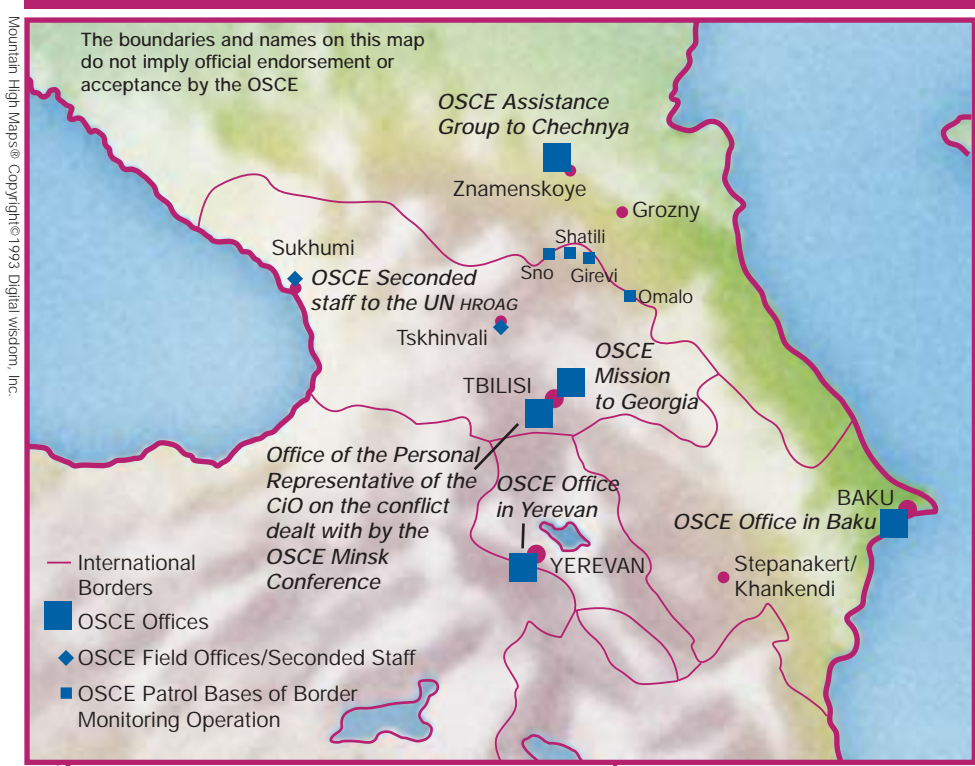 The boundaries and names on this map
do not imply official endorsement or
acceptance by the OSCE
Mountain High Maps® Copyright©1993 Digital wisdom, Inc.
OSCE Assistance
Group to Chechnya
Znamenskoye
Grozny
Shatili
Sno
Girevi
Omalo
Sukhumi
OSCE Seconded
staff to the UN HROAG
Tskhinvali
OSCE
Mission
to Georgia
TBILISI
Office of the Personal
Representative of the
CiO on the conflict
dealt with by the
OSCE Minsk
Conference
OSCE Office
in Yerevan
YEREVAN
BAKU
OSCE Office in Baku
Stepanakert/
Khankendi
International
Borders
OSCE Offices
OSCE Field Offices/Seconded Staff
OSCE Patrol Bases of Border
Monitoring Operation